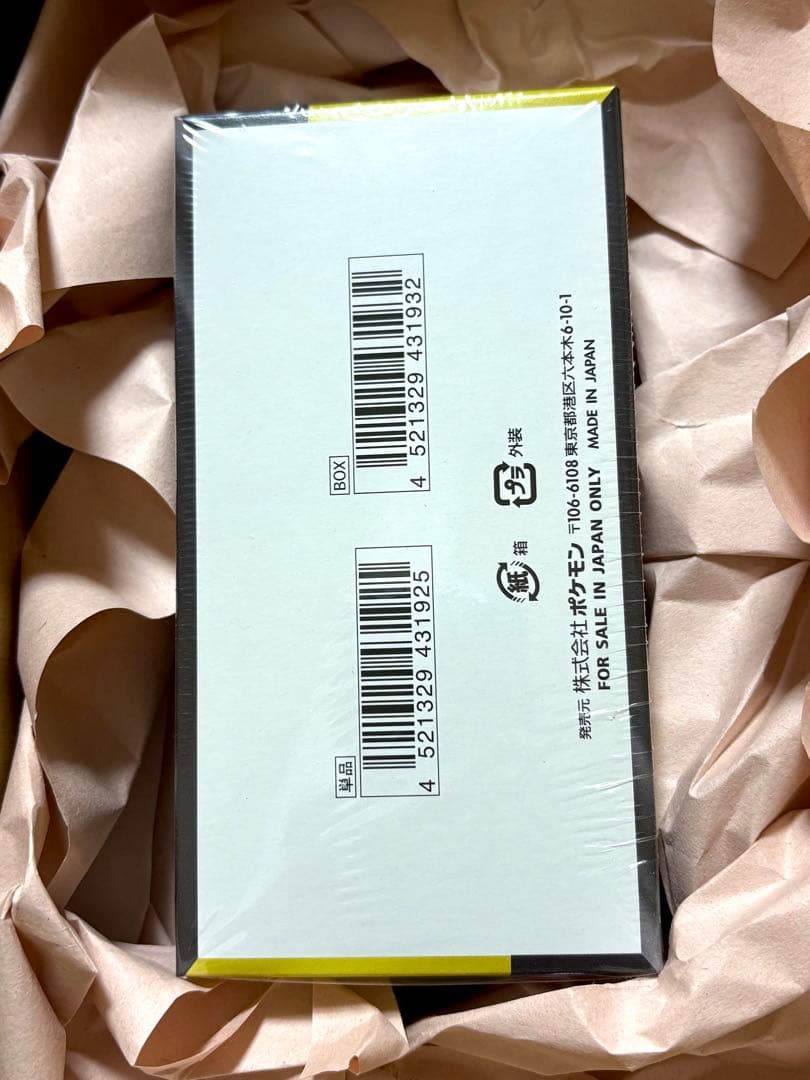 単品
4 521329 431925
BOX
4 521329 431932
紙 箱
プラ 外装
発売元 株式会社 ポケモン 〒106-6108 東京都港区六本木6-10-1
FOR SALE IN JAPAN ONLY MADE IN JAPAN